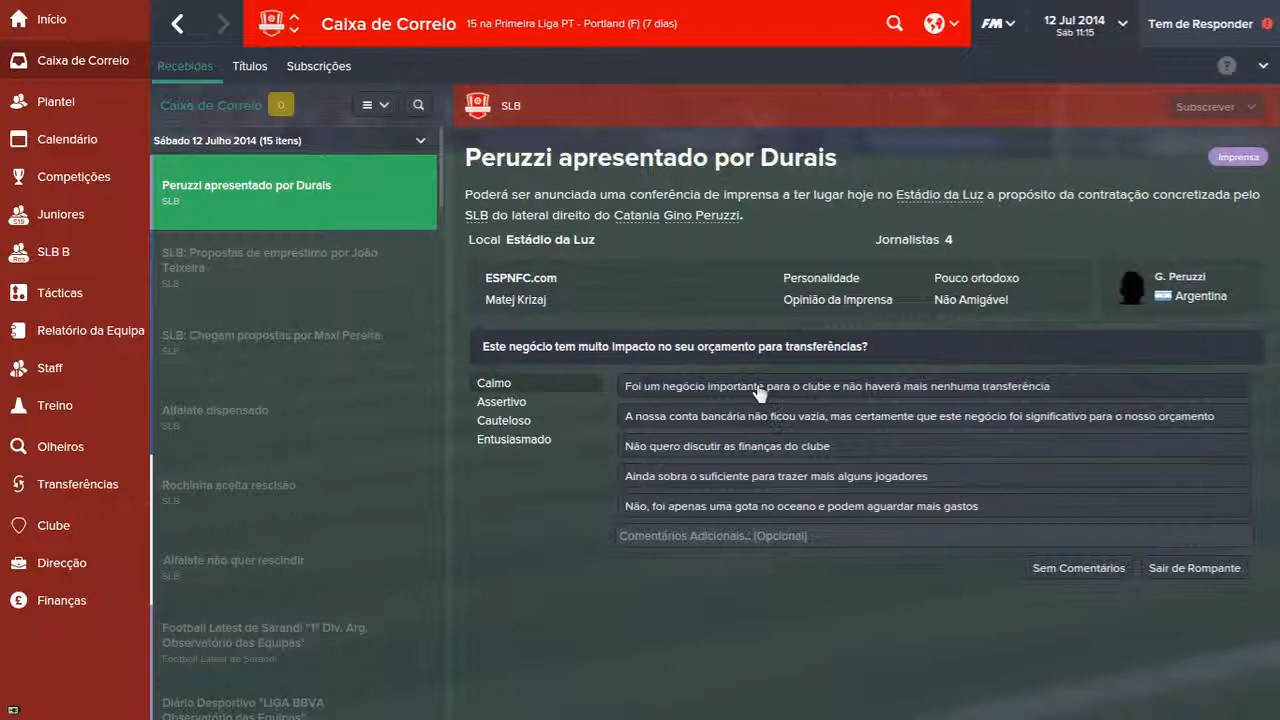 Início
Caixa de Correio
15 na Primeira Liga PT - Portland (F) (7 dias)
FM
12 Jul 2014
Sáb 11:15
Tem de Responder
Caixa de Correio
Plantel
Calendário
Competições
Juniores
SLB B
Tácticas
Relatório da Equipa
Staff
Treino
Olheiros
Transferências
Clube
Direcção
Finanças
Recebidas
Títulos
Subscrições
Caixa de Correio
0
Sábado 12 Julho 2014 (15 itens)
Peruzzi apresentado por Durais
SLB
SLB: Propostas de empréstimo por João
Teixeira
SLB
SLB: Chegam propostas por Maxi Pereira
SLB
Alfaiate dispensado
SLB
Rochinha aceita rescisão
SLB
Alfaiate não quer rescindir
SLB
Football Latest de Sarandí "1ª Div. Arg.
Observatório das Equipas"
Football Latest de Sarandí
Diário Desportivo "LIGA BBVA
Observatório das Equipas"
SLB
Subscrever
Peruzzi apresentado por Durais
Imprensa
Poderá ser anunciada uma conferência de imprensa a ter lugar hoje no Estádio da Luz a propósito da contratação concretizada pelo
SLB do lateral direito do Catania Gino Peruzzi.
Local Estádio da Luz
Jornalistas 4
ESPNFC.com
Personalidade
Pouco ortodoxo
Matej Krizaj
Opinião da Imprensa
Não Amigável
G. Peruzzi
Argentina
Este negócio tem muito impacto no seu orçamento para transferências?
Calmo
Assertivo
Cauteloso
Entusiasmado
Foi um negócio importante para o clube e não haverá mais nenhuma transferência
A nossa conta bancária não ficou vazia, mas certamente que este negócio foi significativo para o nosso orçamento
Não quero discutir as finanças do clube
Ainda sobra o suficiente para trazer mais alguns jogadores
Não, foi apenas uma gota no oceano e podem aguardar mais gastos
Comentários Adicionais... (Opcional)
Sem Comentários
Sair de Rompante